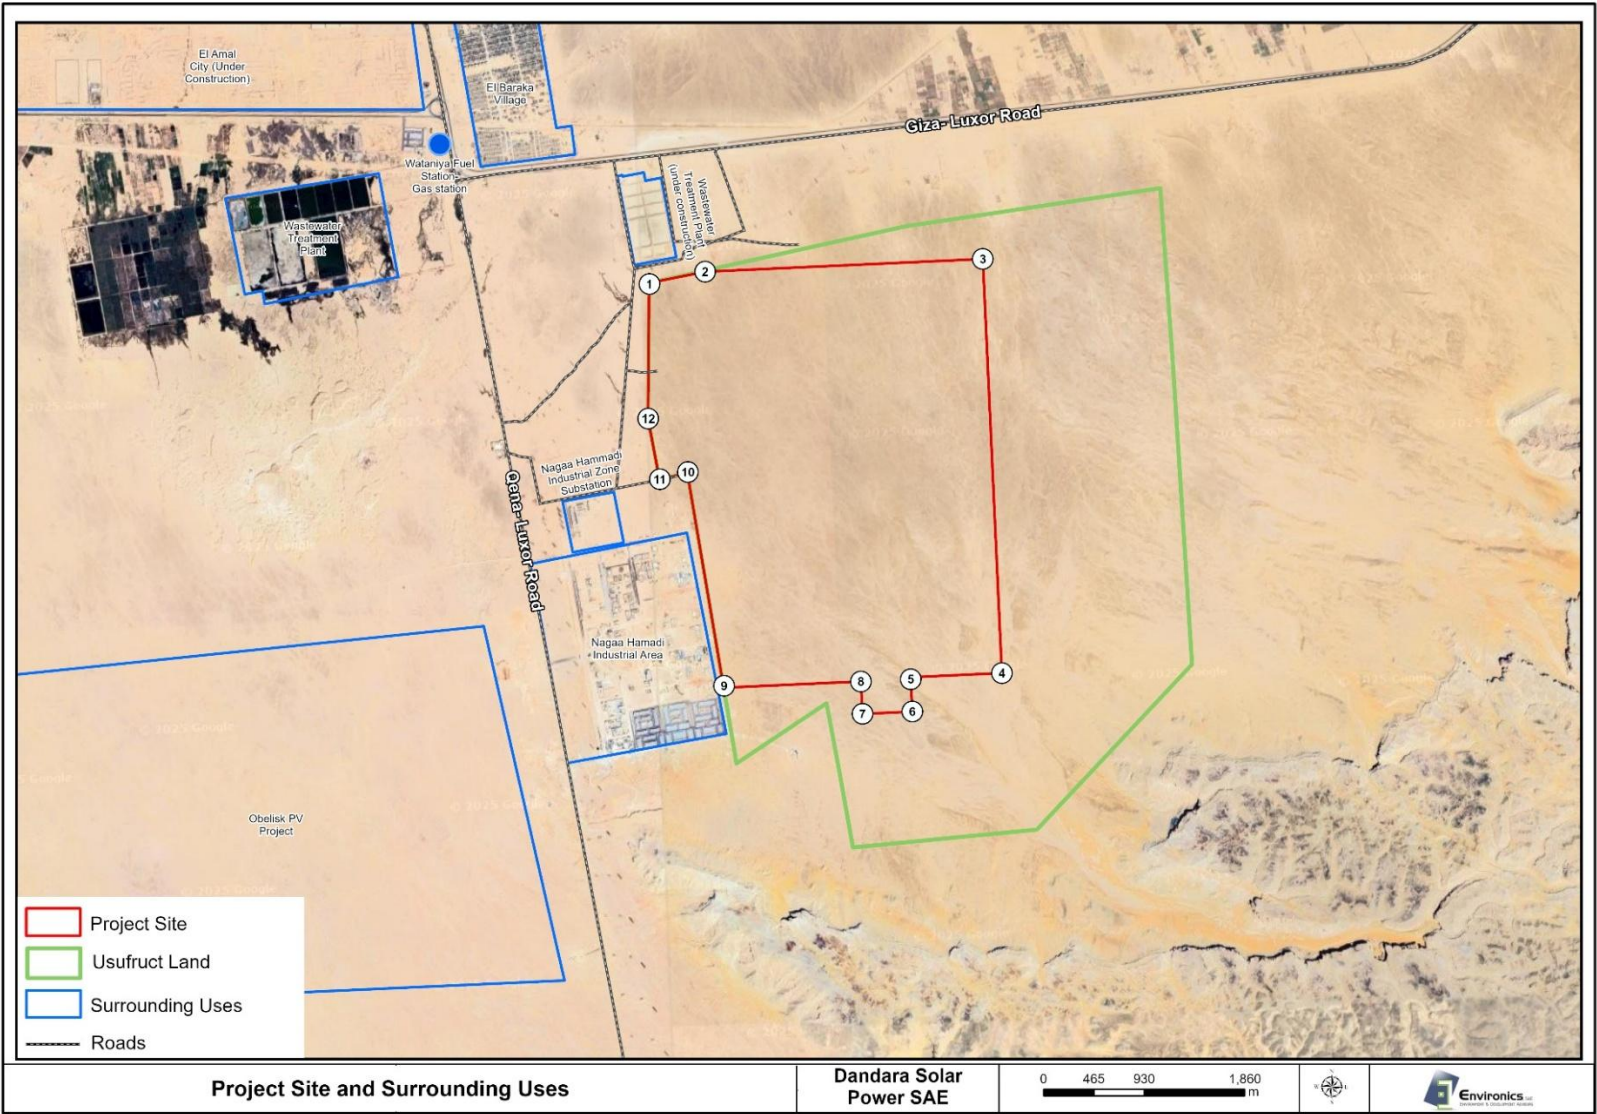 El Amal
City (Under
Construction)
El Baraka
Village
Giza- Luxor Road
Wataniya Fuel
Station-
Gas station
Wastewater
Treatment Plant
(under construction)
Wastewater
Treatment
Plant
1
2
3
12
Nagaa Hammadi
Industrial Zone
Substation
11
10
Qena- Luxor Road
Nagaa Hamadi
Industrial Area
9
8
5
4
7
6
Obelisk PV
Project
Project Site
Usufruct Land
Surrounding Uses
Roads
Project Site and Surrounding Uses
Dandara Solar
Power SAE
0 465 930 1,860
m
Environics